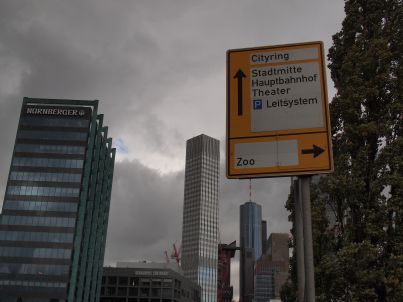 NÜRNBERGER
Cityring
Stadtmitte
Hauptbahnhof
Theater
P Leitsystem
Zoo